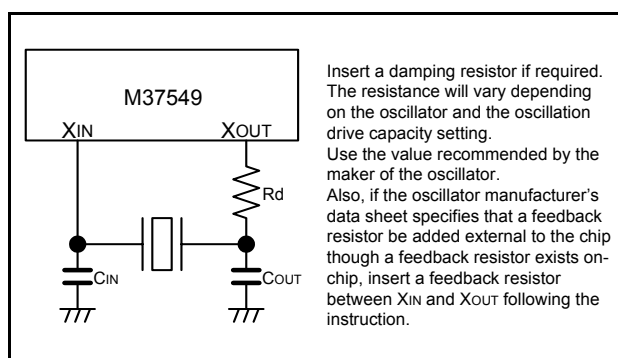 M37549
XIN
XOUT
Rd
CIN
COUT
Insert a damping resistor if required.
The resistance will vary depending
on the oscillator and the oscillation
drive capacity setting.
Use the value recommended by the
maker of the oscillator.
Also, if the oscillator manufacturer's
data sheet specifies that a feedback
resistor be added external to the chip
though a feedback resistor exists on-
chip, insert a feedback resistor
between XIN and XOUT following the
instruction.